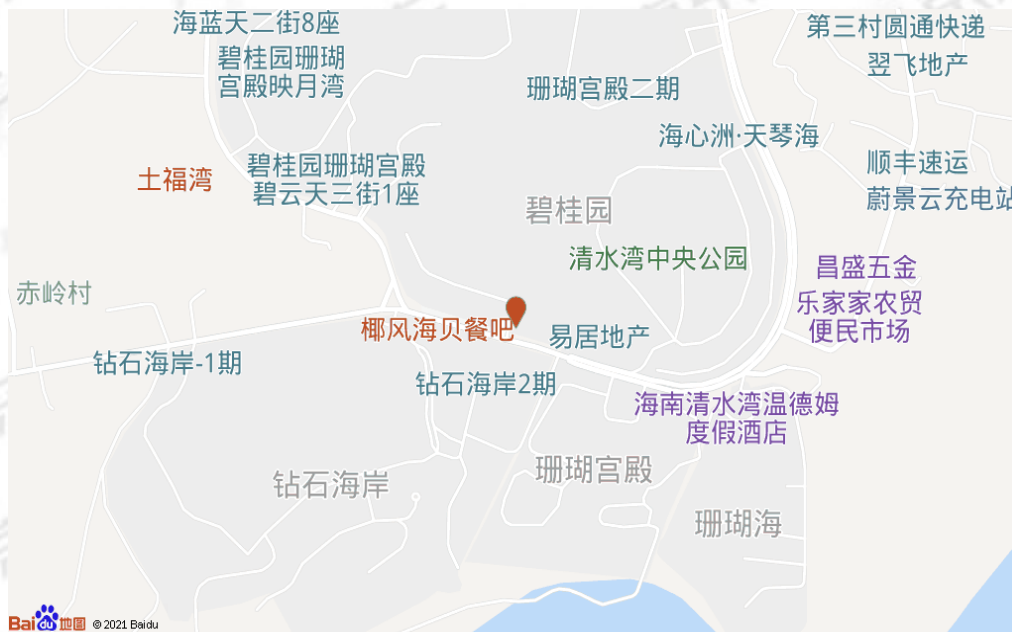 海蓝天二街8座
第三村圆通快递
碧桂园珊瑚
宫殿映月湾
翌飞地产
珊瑚宫殿二期
海心洲·天琴海
碧桂园珊瑚宫殿
碧云天三街1座
土福湾
顺丰速运
蔚景云充电站
碧桂园
清水湾中央公园
昌盛五金
赤岭村
乐家家农贸
便民市场
椰风海贝餐吧
易居地产
钻石海岸-1期
钻石海岸2期
海南清水湾温德姆
度假酒店
珊瑚宫殿
钻石海岸
珊瑚海
Bai du 地图 © 2021 Baidu